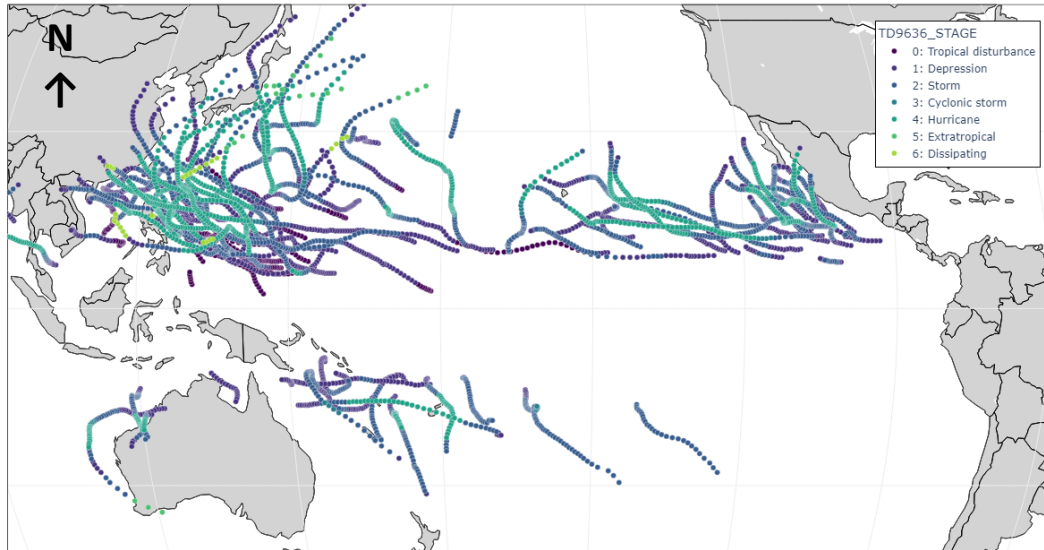 N
TD9636_STAGE
0: Tropical disturbance
1: Depression
2: Storm
3: Cyclonic storm
4: Hurricane
5: Extratropical
6: Dissipating